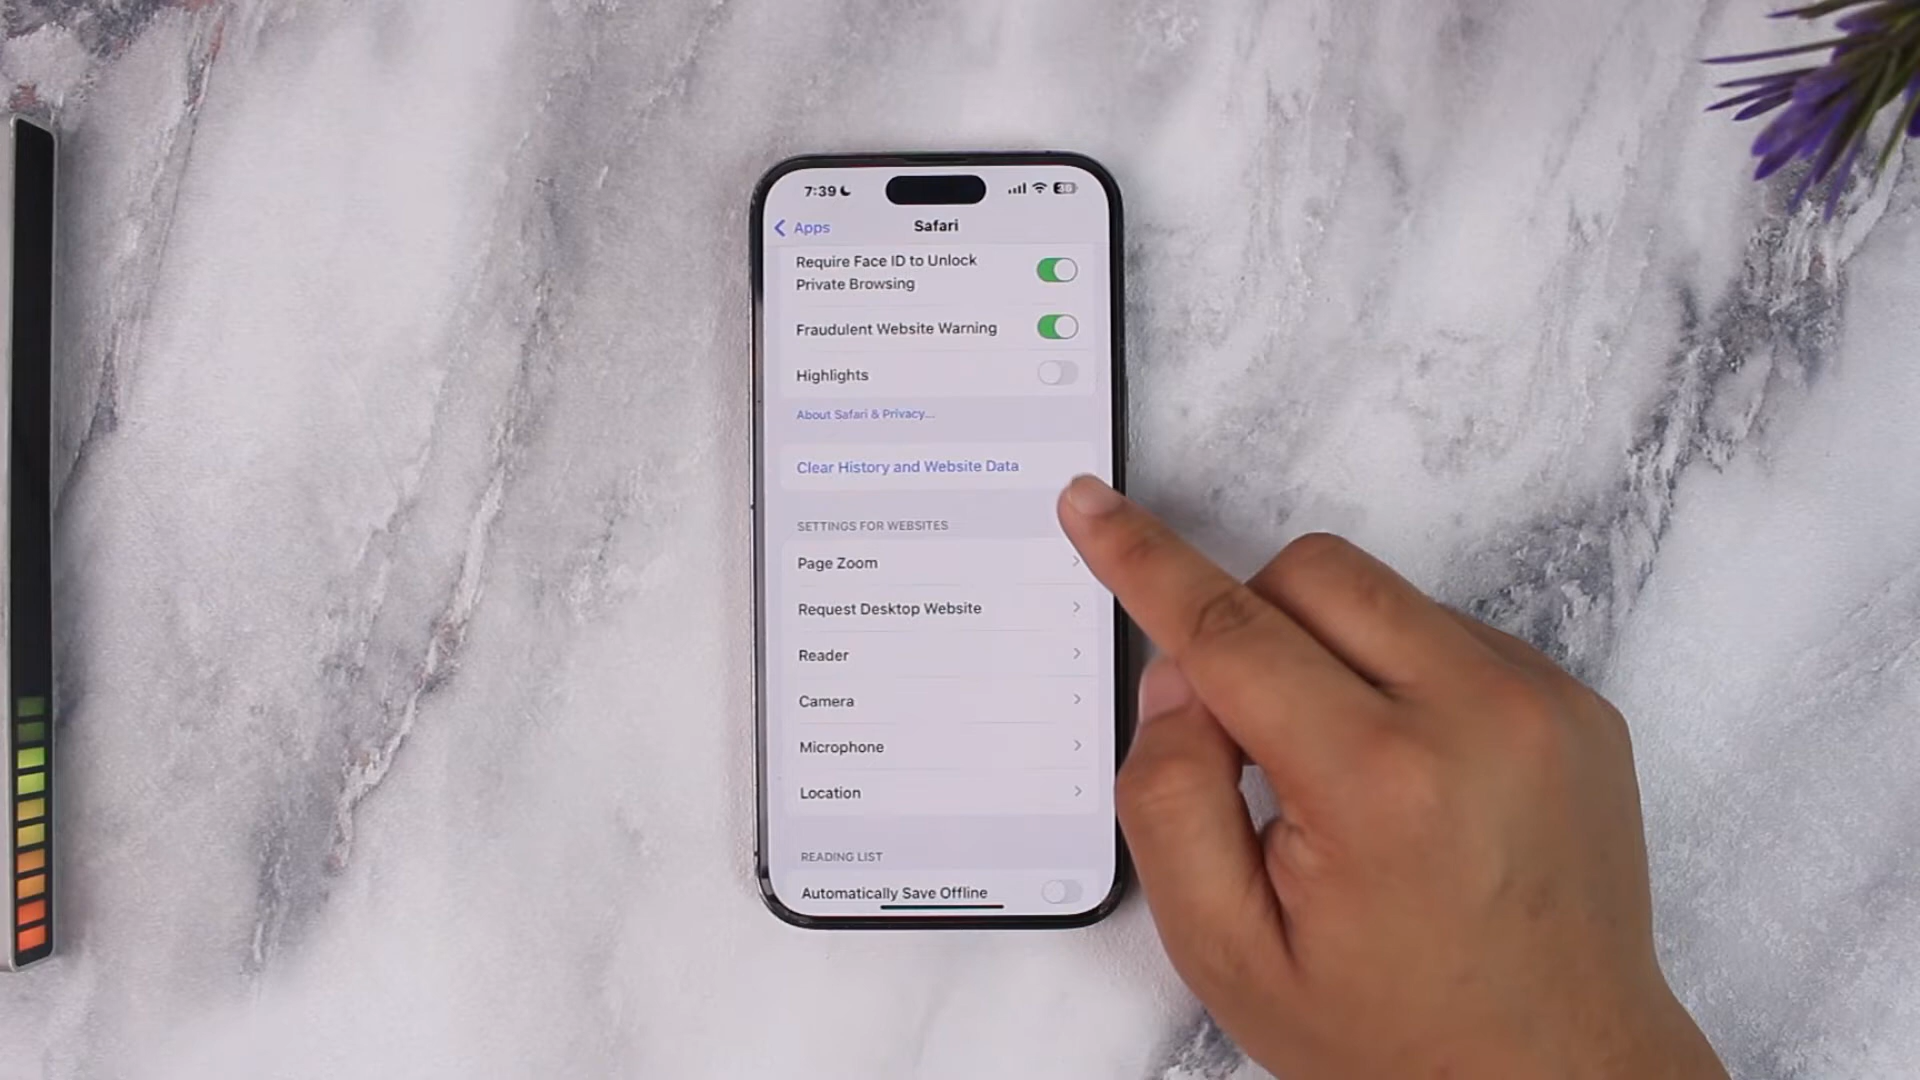 7:39
30
Apps
Safari
Require Face ID to Unlock
Private Browsing
Fraudulent Website Warning
Highlights
About Safari & Privacy...
Clear History and Website Data
SETTINGS FOR WEBSITES
Page Zoom
Request Desktop Website
Reader
Camera
Microphone
Location
READING LIST
Automatically Save Offline